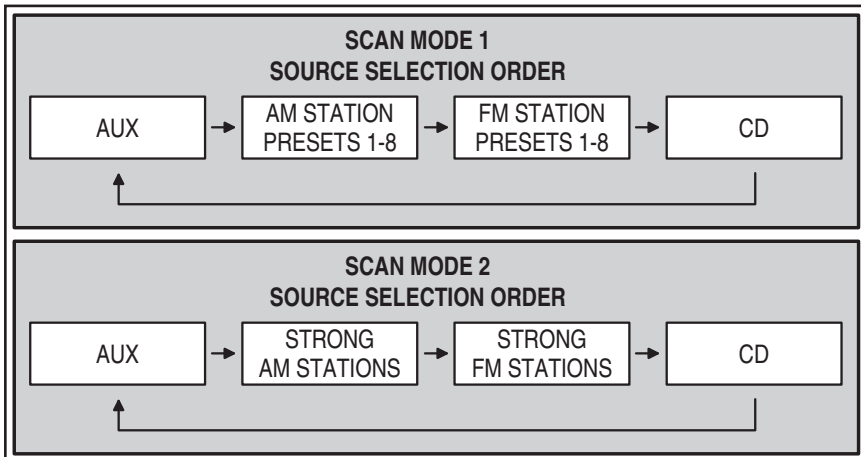 SCAN MODE 1
SOURCE SELECTION ORDER
AUX
AM STATION
PRESETS 1-8
FM STATION
PRESETS 1-8
CD
SCAN MODE 2
SOURCE SELECTION ORDER
AUX
STRONG
AM STATIONS
STRONG
FM STATIONS
CD